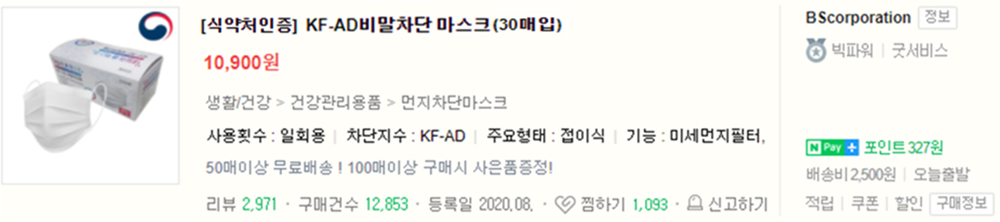 [식약처인증] KF-AD비말차단 마스크(30매입)
10,900원
생활/건강 > 건강관리용품 > 먼지차단마스크
사용횟수 : 일회용 | 차단지수 : KF-AD | 주요형태 : 접이식 | 기능 : 미세먼지필터,
50매이상 무료배송 ! 100매이상 구매시 사은품증정!
리뷰 2,971 · 구매건수 12,853 · 등록일 2020.08. · 찜하기 1,093 · 신고하기
BScorporation 정보
빅파워 | 굿서비스
N Pay + 포인트 327원
배송비 2,500원 | 오늘출발
적립 | 쿠폰 | 할인 구매정보